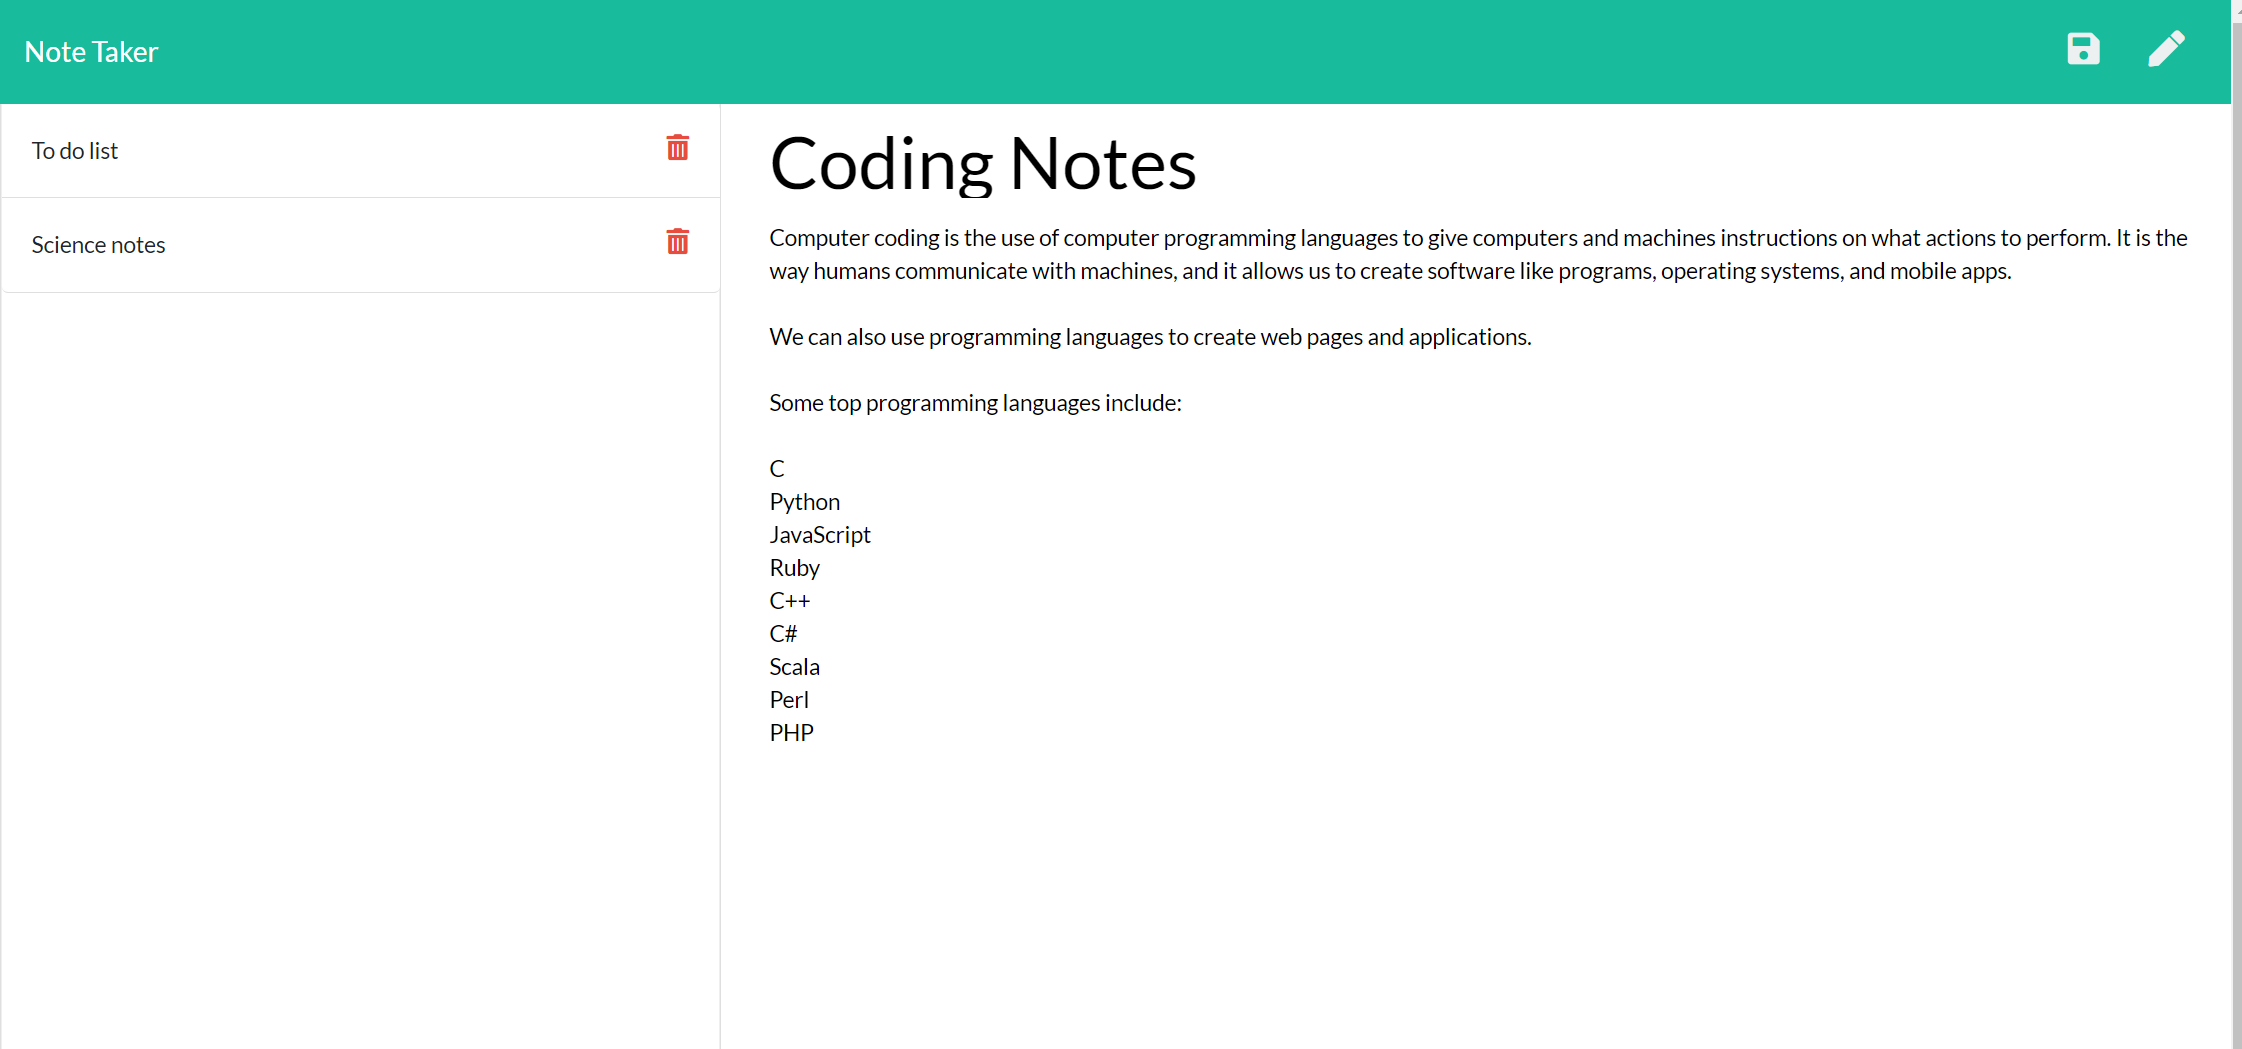 Note Taker
To do list
Science notes
Coding Notes
Computer coding is the use of computer programming languages to give computers and machines instructions on what actions to perform. It is the
way humans communicate with machines, and it allows us to create software like programs, operating systems, and mobile apps.
We can also use programming languages to create web pages and applications.
Some top programming languages include:
C
Python
JavaScript
Ruby
C++
C#
Scala
Perl
PHP